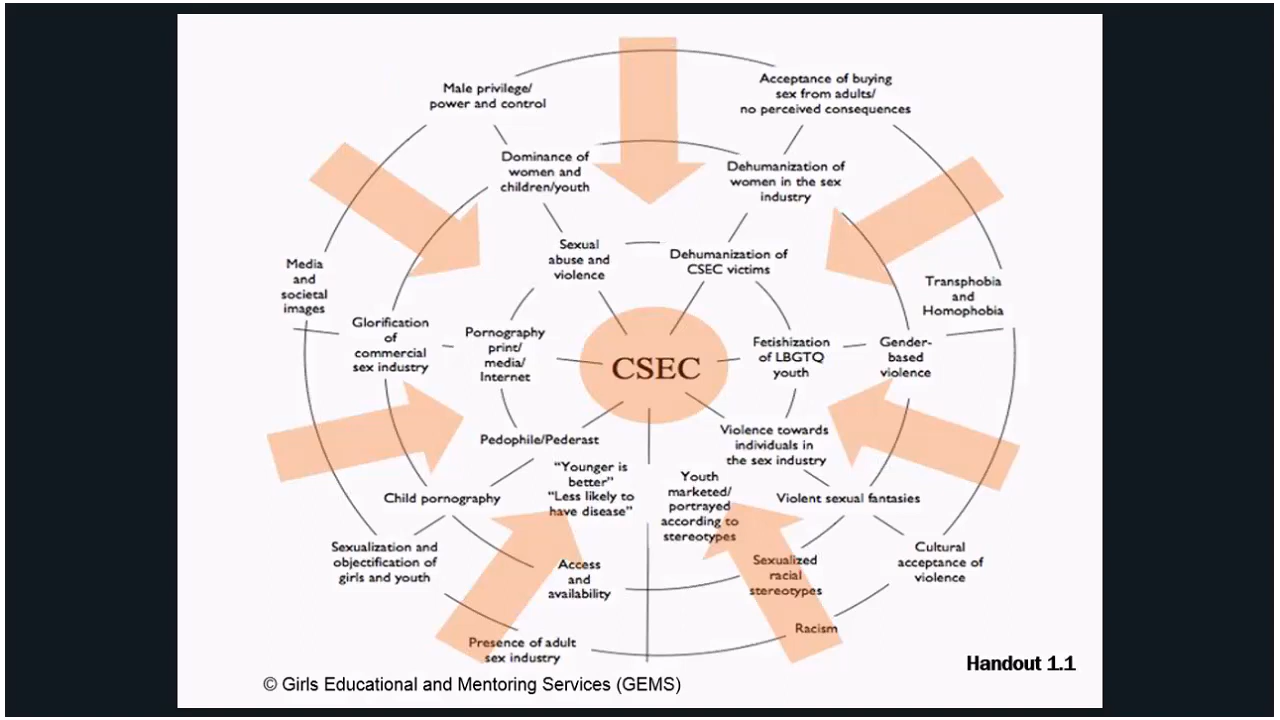 Male privilege/
power and control
Acceptance of buying
sex from adults/
no perceived consequences
Dominance of
women and
children/youth
Dehumanization of
women in the sex
industry
Sexual
abuse and
violence
Dehumanization of
CSEC victims
Media
and
societal
images
Transphobia
and
Homophobia
Glorification
of
commercial
sex industry
Pornography
print/
media/
Internet
CSEC
Fetishization
of LBGTQ
youth
Gender-
based
violence
Pedophile/Pederast
Violence towards
individuals in
the sex industry
"Younger is
better"
"Less likely to
have disease"
Youth
marketed/
portrayed
according to
stereotypes
Child pornography
Violent sexual fantasies
Sexualization and
objectification of
girls and youth
Access
and
availability
Sexualized
racial
stereotypes
Cultural
acceptance of
violence
Presence of adult
sex industry
Racism
Handout 1.1
© Girls Educational and Mentoring Services (GEMS)